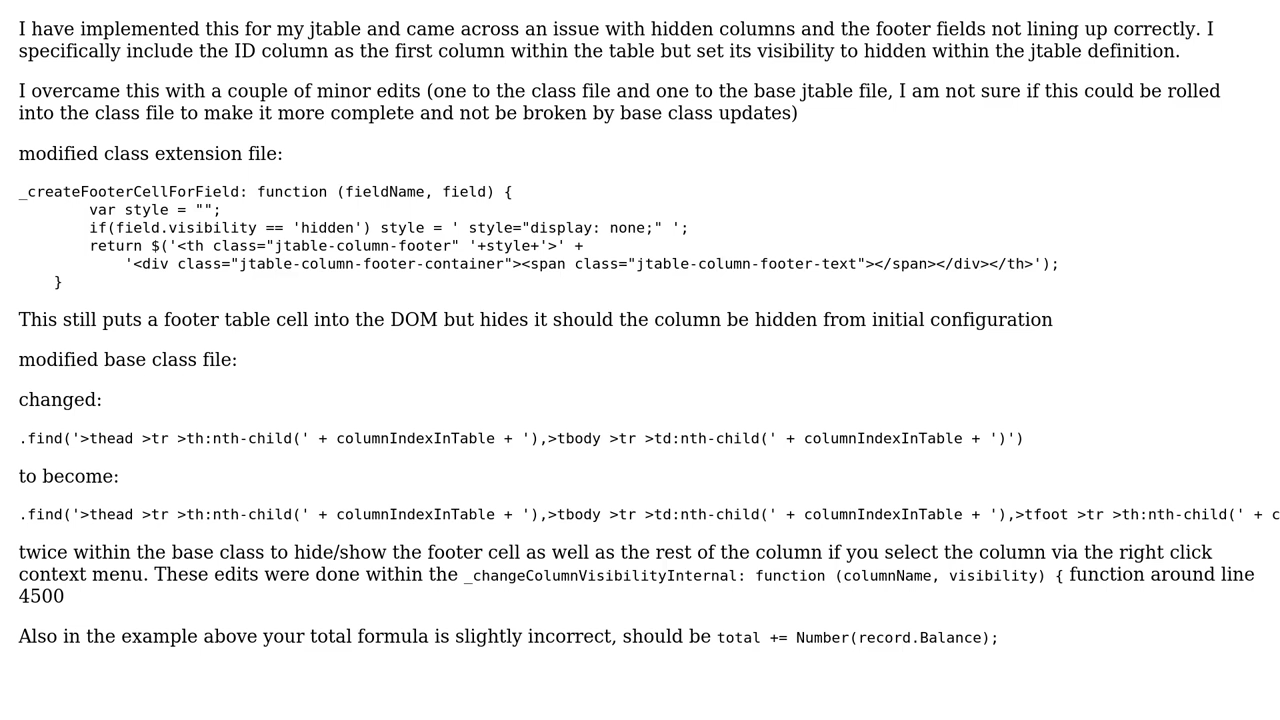 I have implemented this for my jtable and came across an issue with hidden columns and the footer fields not lining up correctly. I
specifically include the ID column as the first column within the table but set its visibility to hidden within the jtable definition.
I overcame this with a couple of minor edits (one to the class file and one to the base jtable file, I am not sure if this could be rolled
into the class file to make it more complete and not be broken by base class updates)
modified class extension file:
_createFooterCellForField: function (fieldName, field) {
        var style = "";
        if(field.visibility == 'hidden') style = ' style="display: none;" ';
        return $('<th class="jtable-column-footer" '+style+'>' +
            '<div class="jtable-column-footer-container"><span class="jtable-column-footer-text"></span></div></th>');
    }
This still puts a footer table cell into the DOM but hides it should the column be hidden from initial configuration
modified base class file:
changed:
.find('>thead >tr >th:nth-child(' + columnIndexInTable + '),>tbody >tr >td:nth-child(' + columnIndexInTable + ')')
to become:
.find('>thead >tr >th:nth-child(' + columnIndexInTable + '),>tbody >tr >td:nth-child(' + columnIndexInTable + '),>tfoot >tr >th:nth-child(' + c
twice within the base class to hide/show the footer cell as well as the rest of the column if you select the column via the right click
context menu. These edits were done within the _changeColumnVisibilityInternal: function (columnName, visibility) { function around line
4500
Also in the example above your total formula is slightly incorrect, should be total += Number(record.Balance);